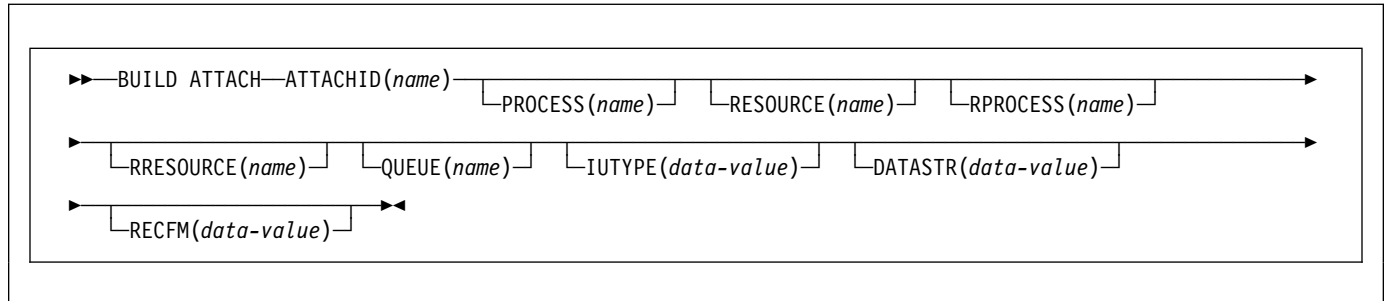 BUILD ATTACH ATTACHID(name) PROCESS(name) RESOURCE(name) RPROCESS(name)
RRESOURCE(name) QUEUE(name) IUTYPE(data-value) DATASTR(data-value)
RECFM(data-value)